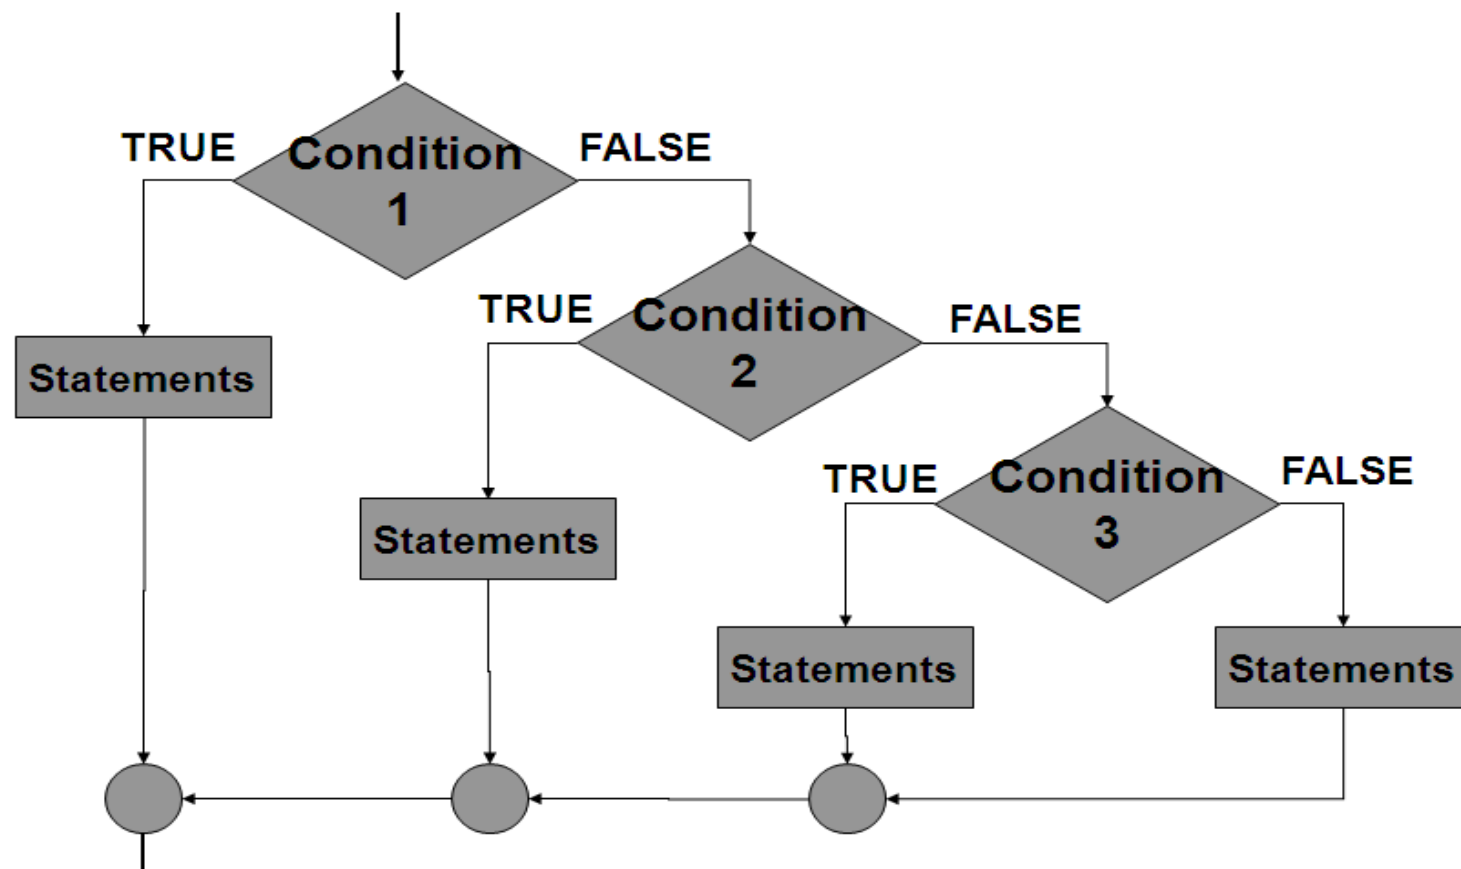 TRUE
Condition
1
FALSE
TRUE
Condition
2
FALSE
Statements
TRUE
Condition
3
FALSE
Statements
Statements
Statements